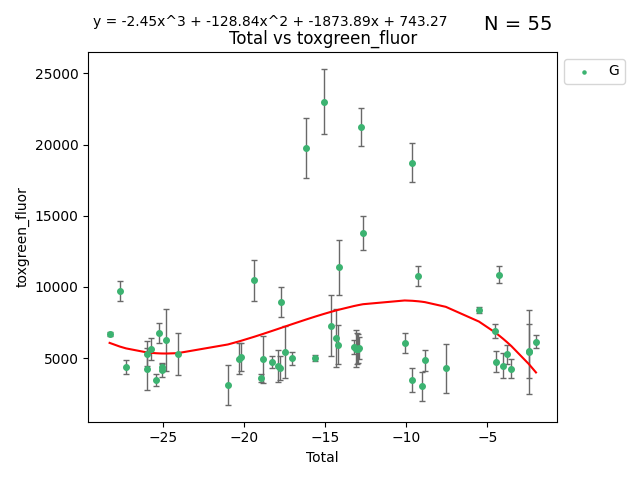 y = -2.45x^3 + -128.84x^2 + -1873.89x + 743.27
N = 55
Total vs toxgreen_fluor
G
25000
20000
15000
10000
5000
toxgreen_fluor
−25
−20
−15
−10
−5
Total